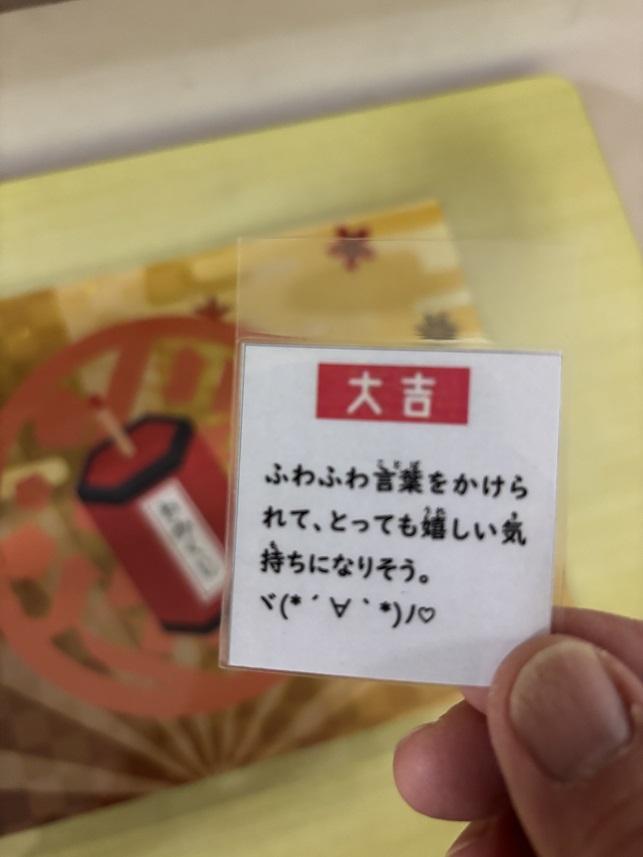 大吉
ふわふわ言葉をかけら
れて、とっても嬉しい気
持ちになりそう。
ヾ(*´∀｀*)ﾉ♡